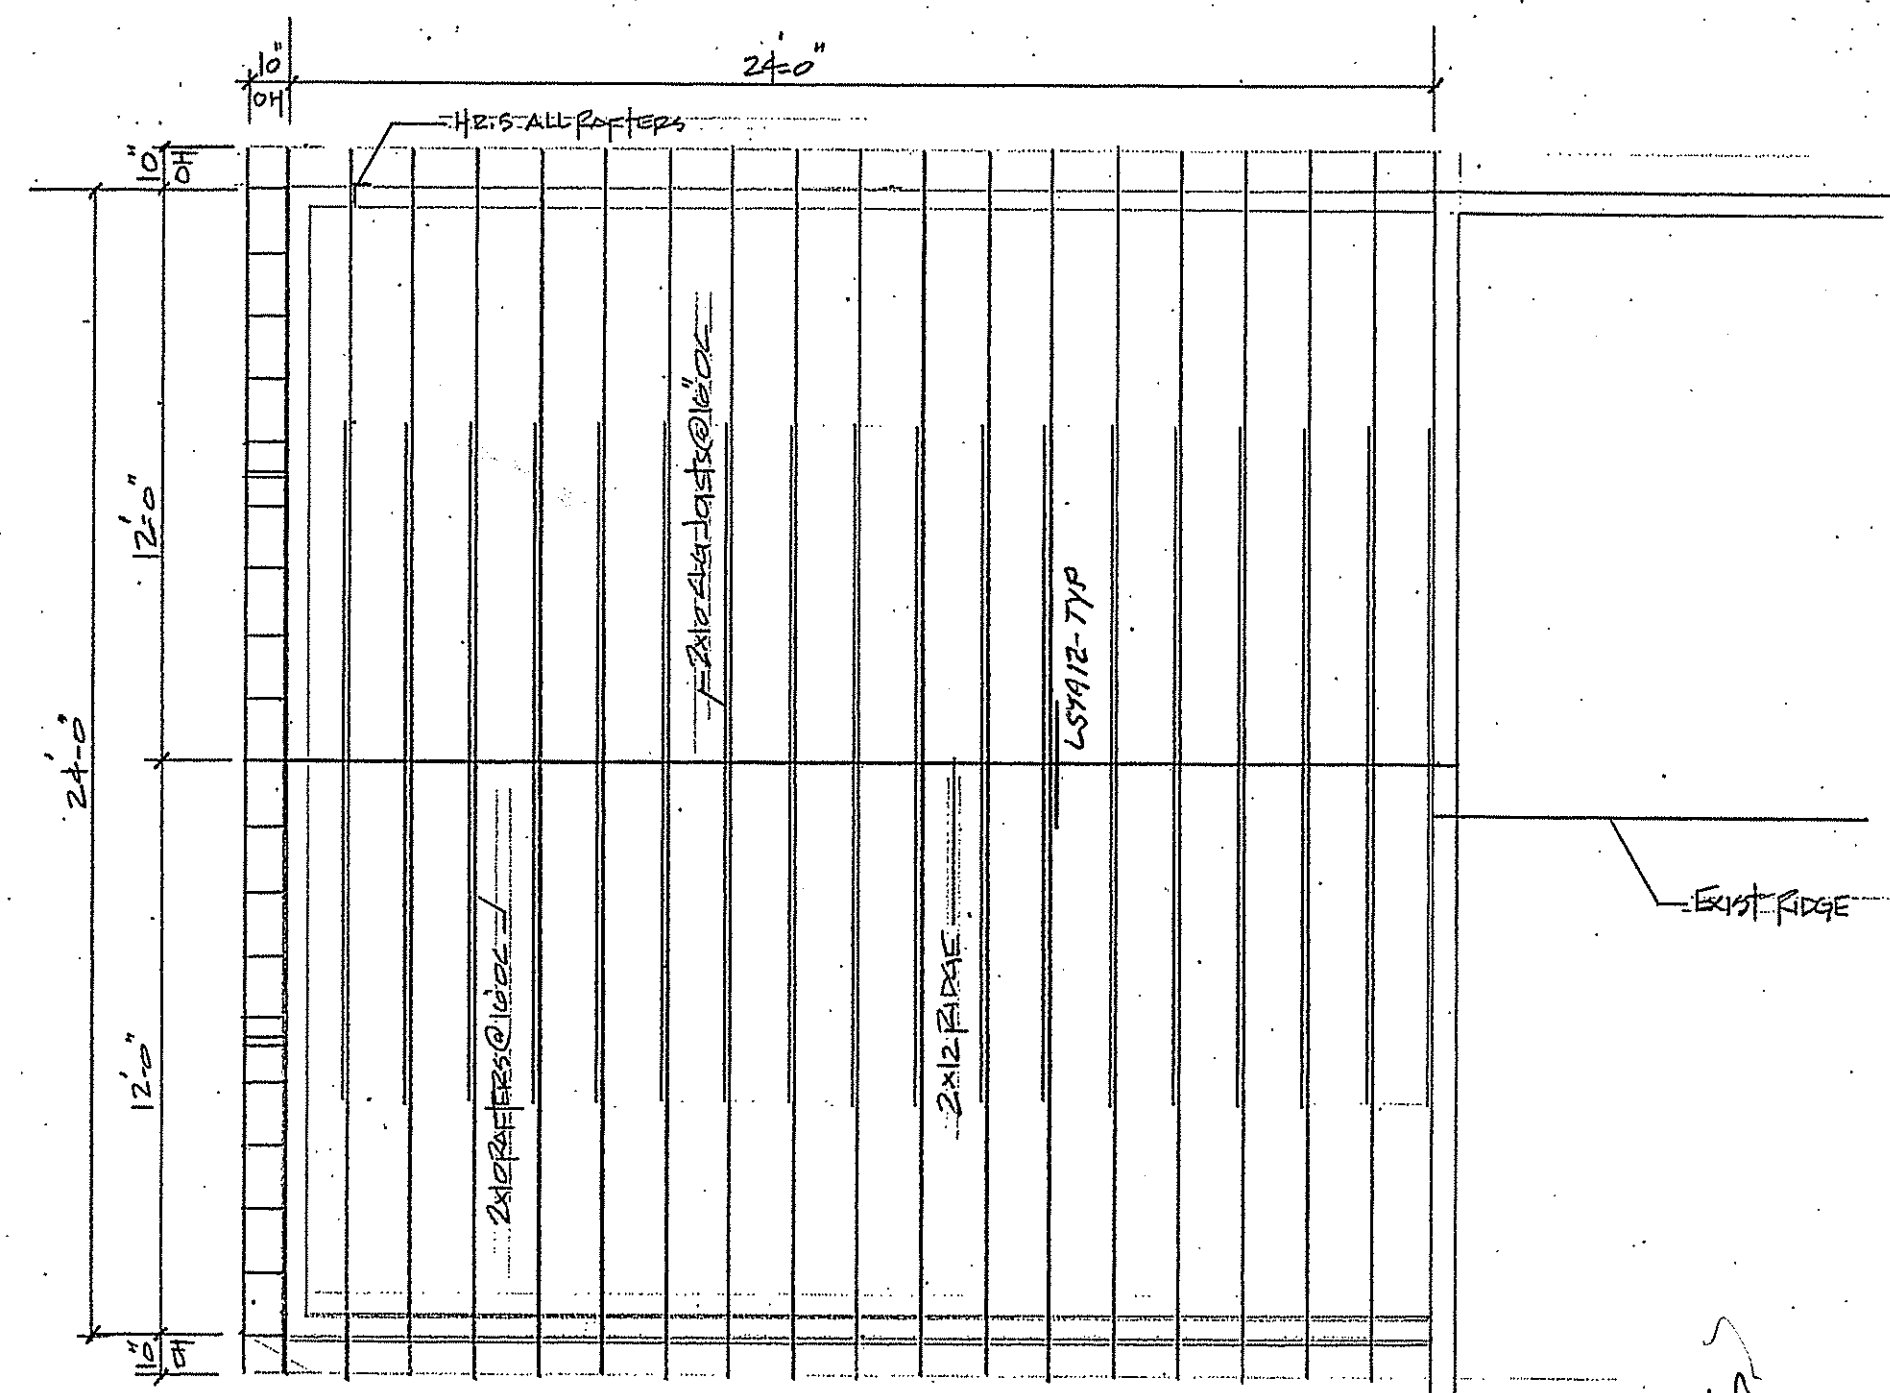 10"
24'-0"
OH
H2.5 ALL RAFTERS
10"
OH
2x10 CLG JOISTS @ 16" OC
12'-0"
LSTA12-TYP
24'-0"
EXIST RIDGE
2x10 RAFTERS @ 16" OC
2x12 RIDGE
12'-0"
10"
OH